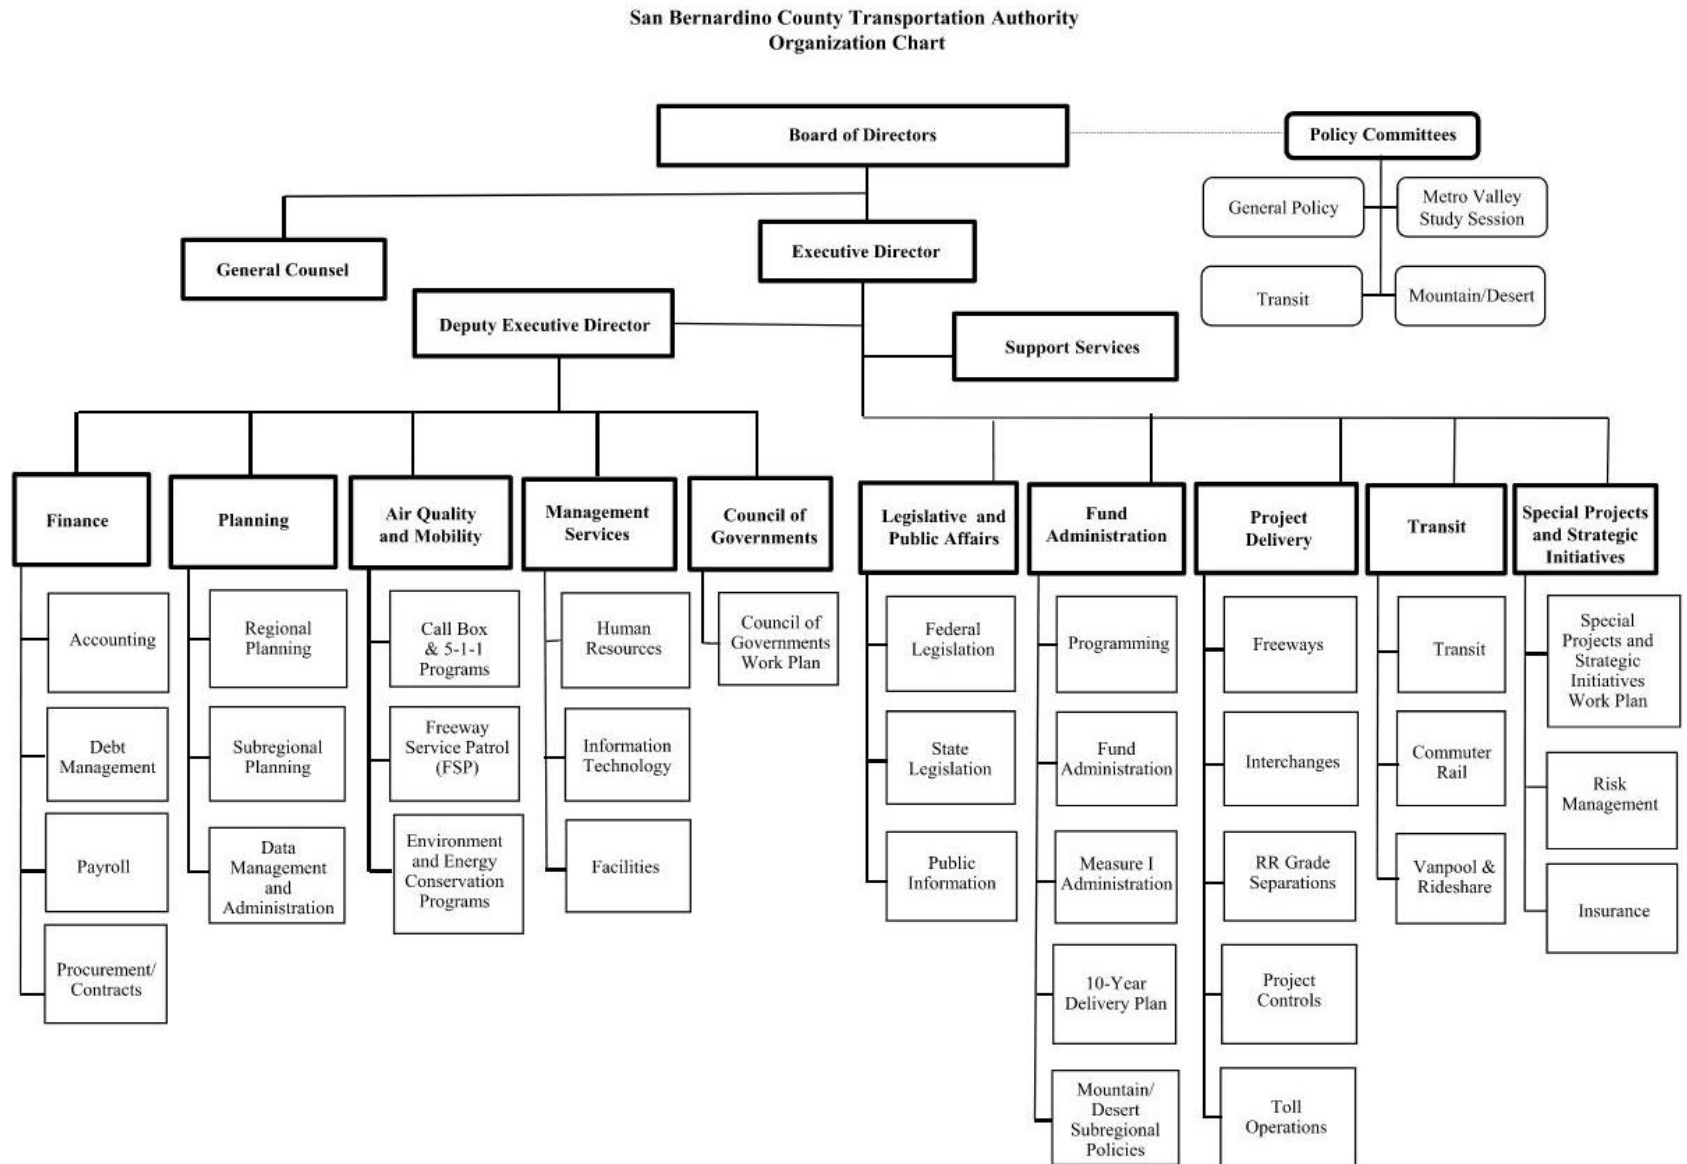 San Bernardino County Transportation Authority
Organization Chart
Board of Directors
Policy Committees
General Policy
Metro Valley
Study Session
Transit
Mountain/Desert
General Counsel
Executive Director
Deputy Executive Director
Support Services
Finance
Accounting
Debt
Management
Payroll
Procurement/
Contracts
Planning
Regional
Planning
Subregional
Planning
Data
Management
and
Administration
Air Quality
and Mobility
Call Box
& 5-1-1
Programs
Freeway
Service Patrol
(FSP)
Environment
and Energy
Conservation
Programs
Management
Services
Human
Resources
Information
Technology
Facilities
Council of
Governments
Council of
Governments
Work Plan
Legislative and
Public Affairs
Federal
Legislation
State
Legislation
Public
Information
Fund
Administration
Programming
Fund
Administration
Measure I
Administration
10-Year
Delivery Plan
Mountain/
Desert
Subregional
Policies
Project
Delivery
Freeways
Interchanges
RR Grade
Separations
Project
Controls
Toll
Operations
Transit
Transit
Commuter
Rail
Vanpool &
Rideshare
Special Projects
and Strategic
Initiatives
Special
Projects and
Strategic
Initiatives
Work Plan
Risk
Management
Insurance